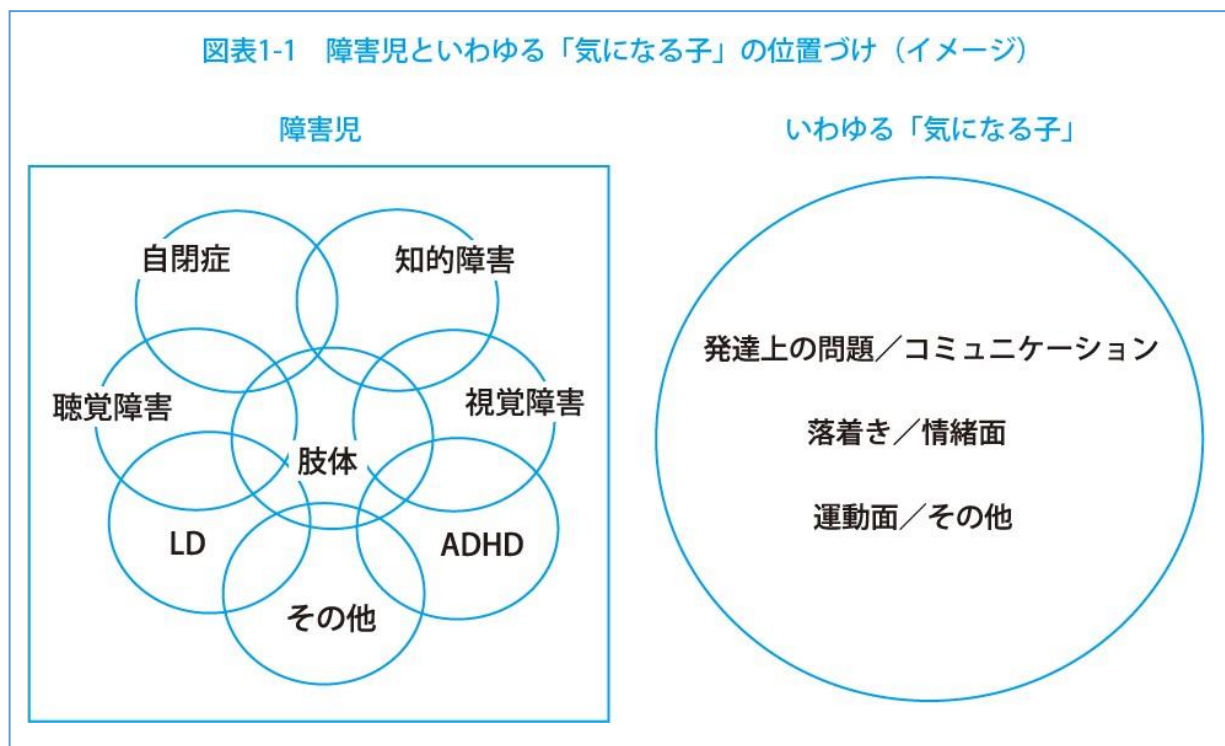 図表1-1 障害児といわゆる「気になる子」の位置づけ（イメージ）
障害児
自閉症
知的障害
聴覚障害
視覚障害
肢体
LD
ADHD
その他
いわゆる「気になる子」
発達上の問題／コミュニケーション
落着き／情緒面
運動面／その他